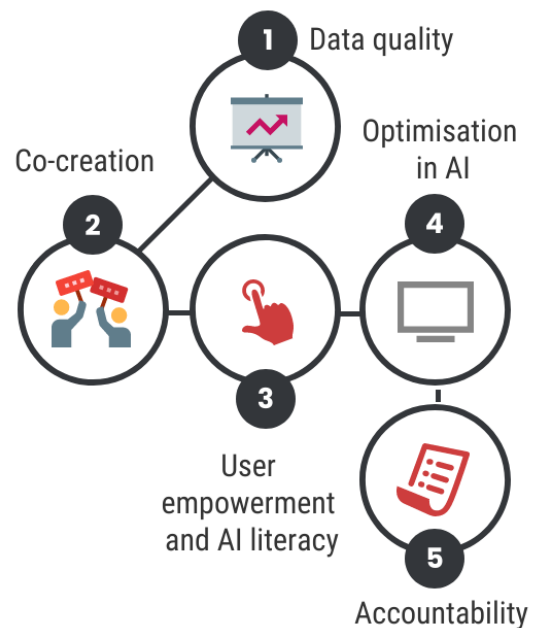 1
Data quality
Co-creation
2
3
User
empowerment
and AI literacy
Optimisation
in AI
4
5
Accountability